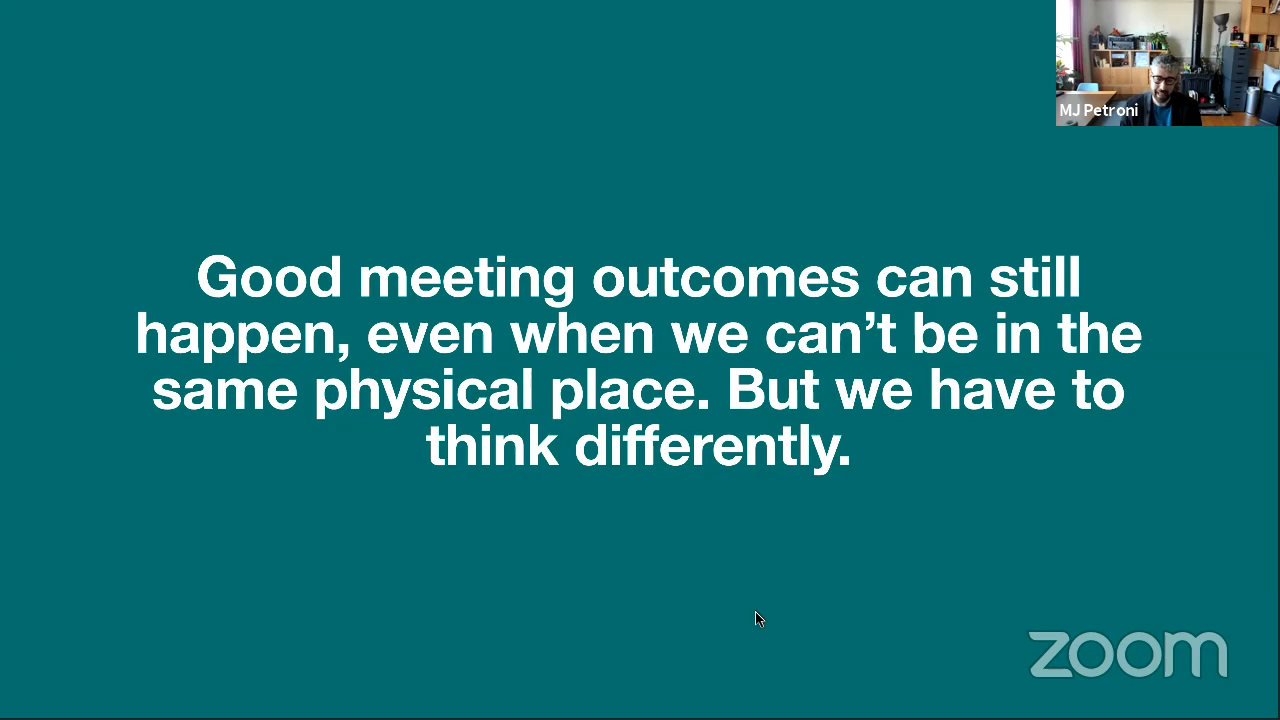 MJ Petroni
Good meeting outcomes can still
happen, even when we can’t be in the
same physical place. But we have to
think differently.
zoom